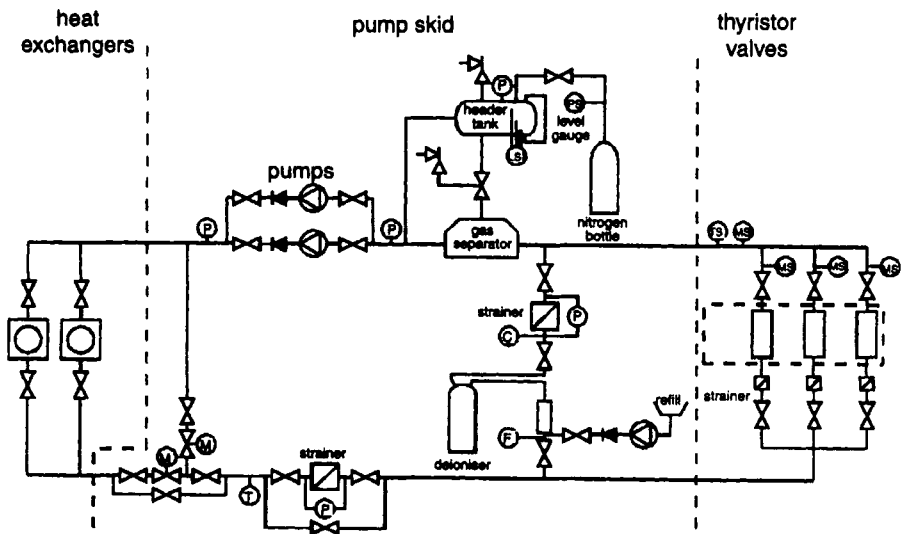 heat
exchangers
pump skid
thyristor
valves
P
header
tank
PS
level
gauge
LS
pumps
nitrogen
bottle
P
P
gas
separator
FS
MS
MS
MS
MS
strainer
P
C
strainer
refill
F
deioniser
M
M
strainer
T
P